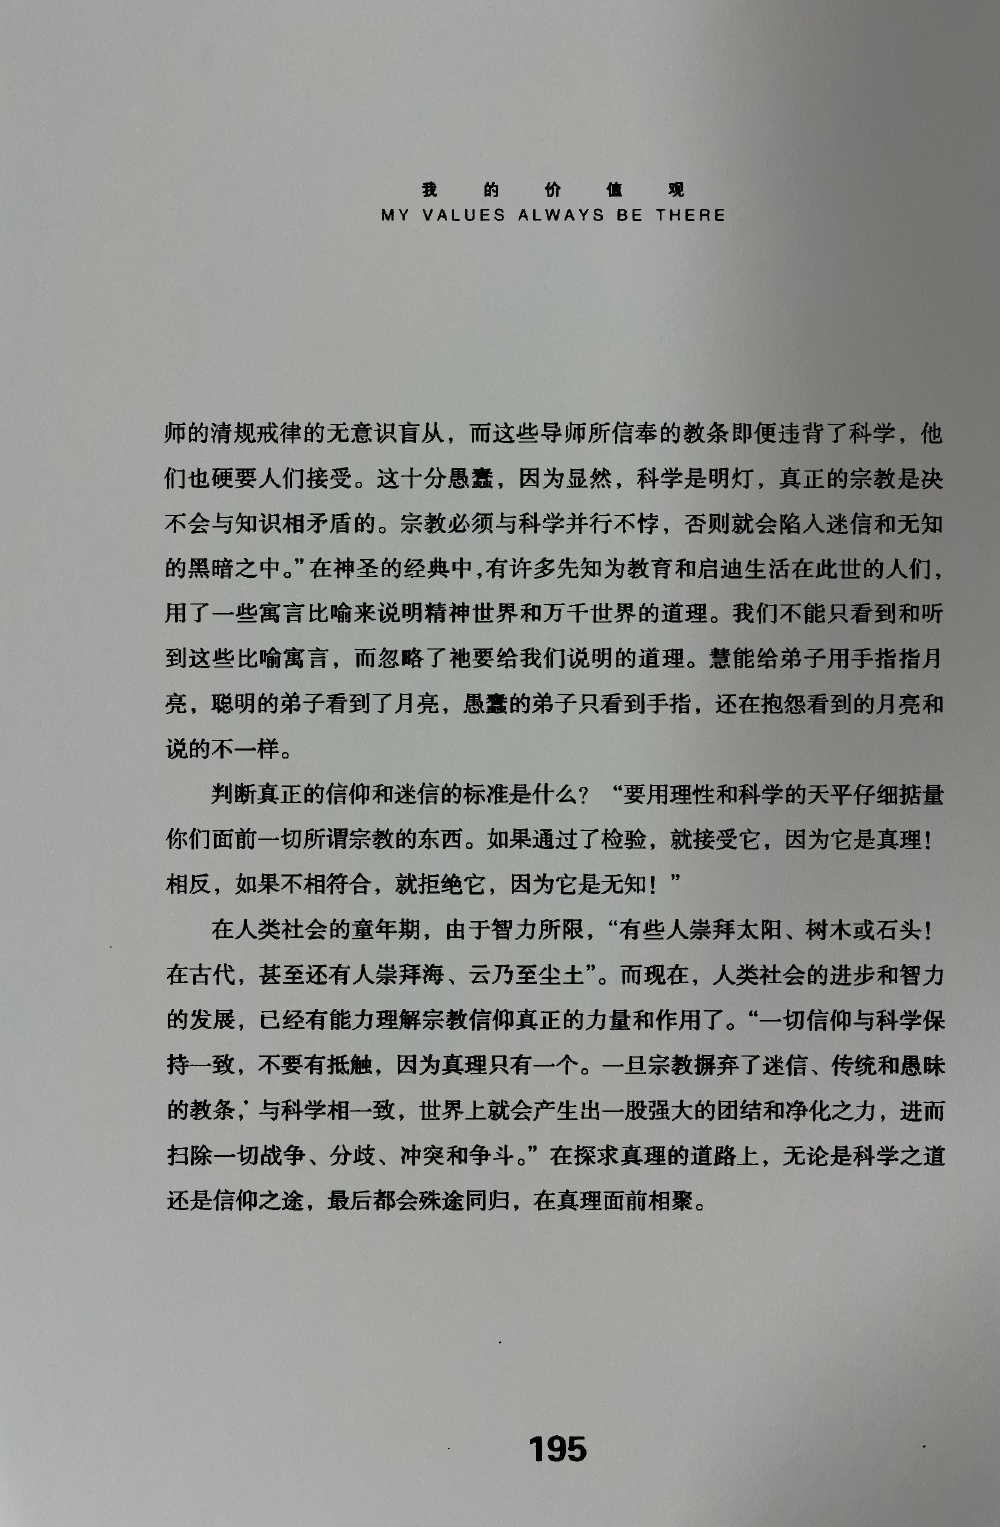 我的价值观
MY VALUES ALWAYS BE THERE
师的清规戒律的无意识盲从，而这些导师所信奉的教条即便违背了科学，他
们也硬要人们接受。这十分愚蠢，因为显然，科学是明灯，真正的宗教是决
不会与知识相矛盾的。宗教必须与科学并行不悖，否则就会陷入迷信和无知
的黑暗之中。”在神圣的经典中，有许多先知为教育和启迪生活在此世的人们，
用了一些寓言比喻来说明精神世界和万千世界的道理。我们不能只看到和听
到这些比喻寓言，而忽略了祂要给我们说明的道理。慧能给弟子用手指指月
亮，聪明的弟子看到了月亮，愚蠢的弟子只看到手指，还在抱怨看到的月亮和
说的不一样。
判断真正的信仰和迷信的标准是什么？“要用理性和科学的天平仔细掂量
你们面前一切所谓宗教的东西。如果通过了检验，就接受它，因为它是真理！
相反，如果不相符合，就拒绝它，因为它是无知！”
在人类社会的童年期，由于智力所限，“有些人崇拜太阳、树木或石头！
在古代，甚至还有人崇拜海、云乃至尘土”。而现在，人类社会的进步和智力
的发展，已经有能力理解宗教信仰真正的力量和作用了。“一切信仰与科学保
持一致，不要有抵触，因为真理只有一个。一旦宗教摒弃了迷信、传统和愚昧
的教条，与科学相一致，世界上就会产生出一股强大的团结和净化之力，进而
扫除一切战争、分歧、冲突和争斗。”在探求真理的道路上，无论是科学之道
还是信仰之途，最后都会殊途同归，在真理面前相聚。
195